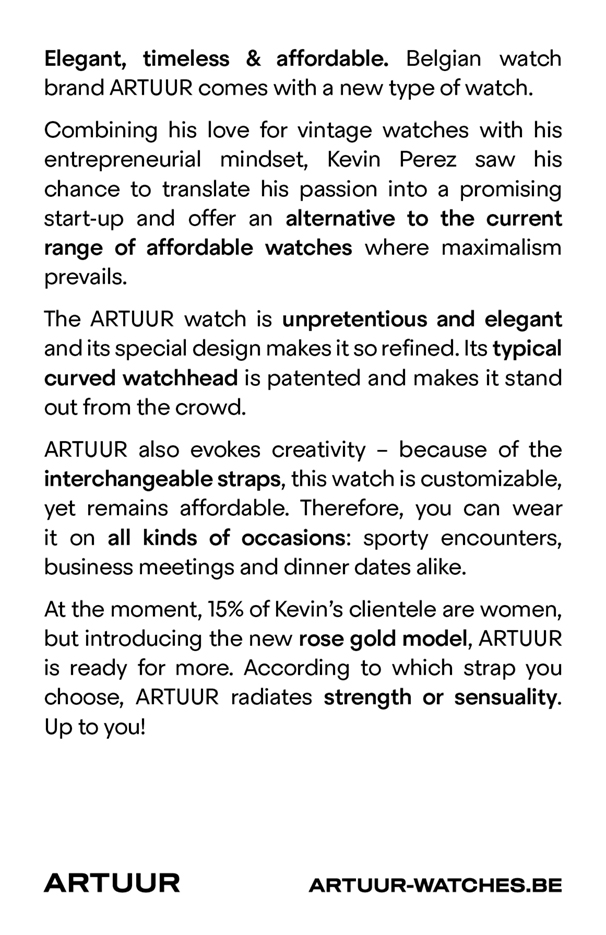 Elegant, timeless & affordable. Belgian watch
brand ARTUUR comes with a new type of watch.
Combining his love for vintage watches with his
entrepreneurial mindset, Kevin Perez saw his
chance to translate his passion into a promising
start-up and offer an alternative to the current
range of affordable watches where maximalism
prevails.
The ARTUUR watch is unpretentious and elegant
and its special design makes it so refined. Its typical
curved watchhead is patented and makes it stand
out from the crowd.
ARTUUR also evokes creativity – because of the
interchangeable straps, this watch is customizable,
yet remains affordable. Therefore, you can wear
it on all kinds of occasions: sporty encounters,
business meetings and dinner dates alike.
At the moment, 15% of Kevin’s clientele are women,
but introducing the new rose gold model, ARTUUR
is ready for more. According to which strap you
choose, ARTUUR radiates strength or sensuality.
Up to you!
ARTUUR
ARTUUR-WATCHES.BE